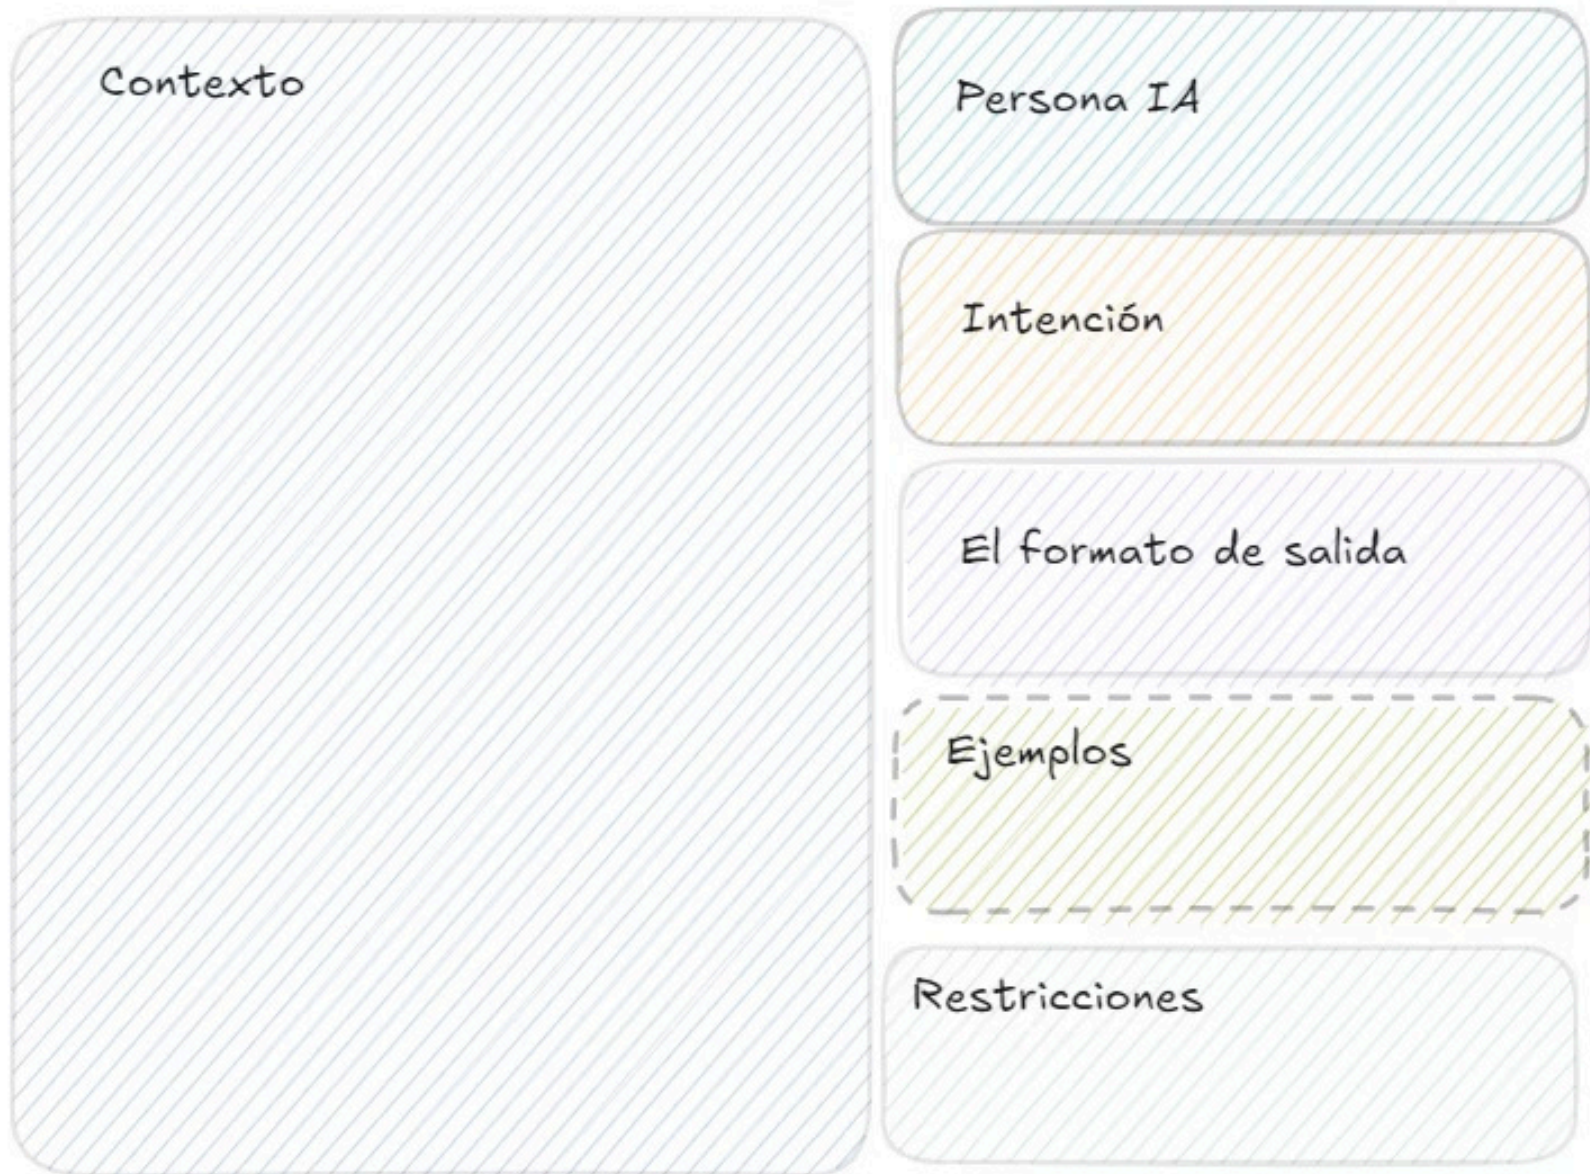 Contexto
Persona IA
Intención
El formato de salida
Ejemplos
Restricciones